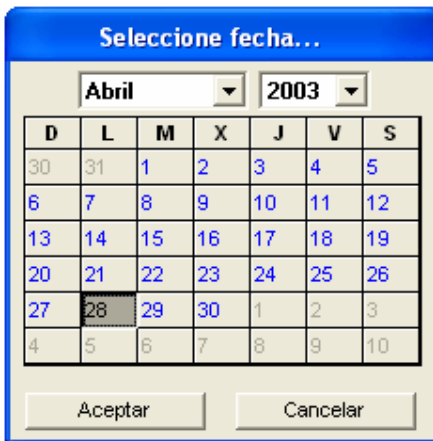 Seleccione fecha...
Abril 2003
D L M X J V S
30 31 1 2 3 4 5
6 7 8 9 10 11 12
13 14 15 16 17 18 19
20 21 22 23 24 25 26
27 28 29 30 1 2 3
4 5 6 7 8 9 10
Aceptar Cancelar